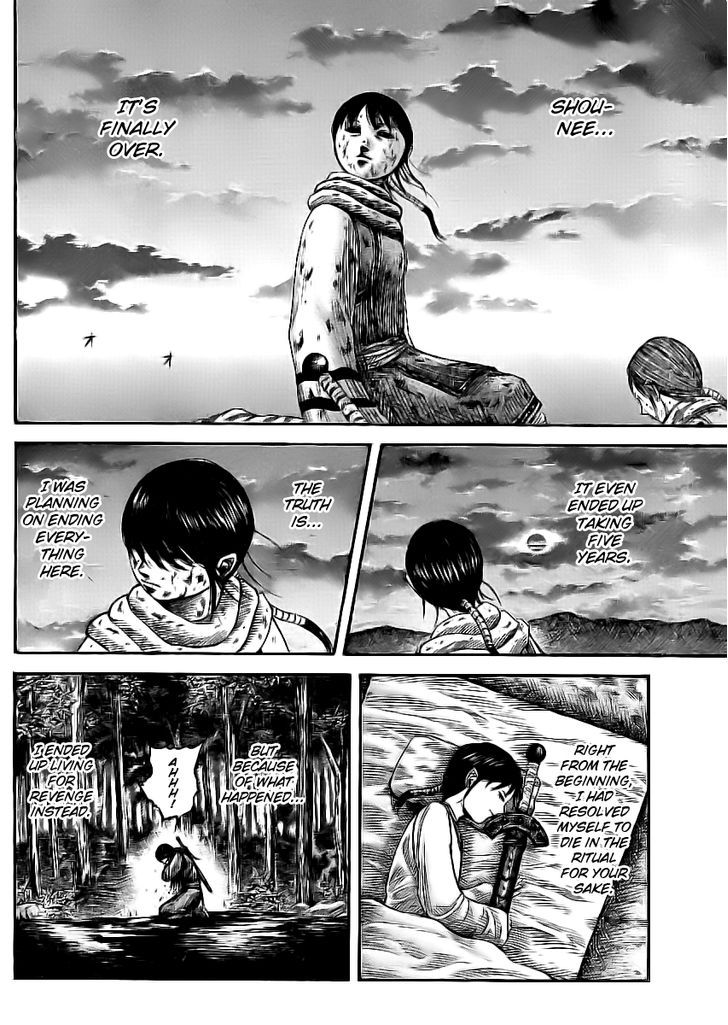 SHOU-
NEE...
IT'S
FINALLY
OVER.
IT EVEN
ENDED UP
TAKING
FIVE
YEARS.
THE
TRUTH
IS...
I WAS
PLANNING
ON ENDING
EVERY-
THING
HERE.
RIGHT
FROM THE
BEGINNING,
I HAD
RESOLVED
MYSELF TO
DIE IN THE
RITUAL
FOR YOUR
SAKE.
BUT
BECAUSE
OF WHAT
HAPPENED...
AHHH!
I ENDED
UP LIVING
FOR
REVENGE
INSTEAD.